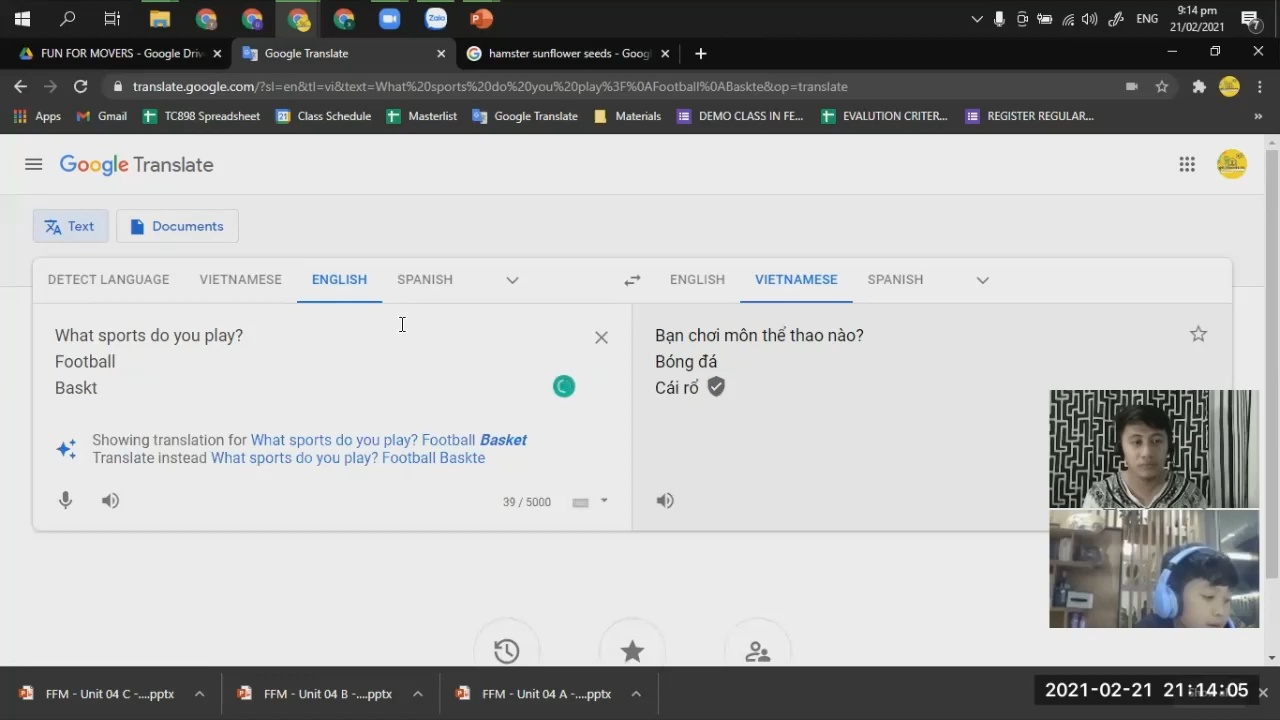 Zaloo
ENG
9:14 pm
21/02/2021
7
FUN FOR MOVERS - Google Driv
Google Translate
hamster sunflower seeds - Goog
translate.google.com/?sl=en&tl=vi&text=What%20sports%20do%20you%20play%3F%0AFootball%0ABaskte&op=translate
Apps
Gmail
TC898 Spreadsheet
Class Schedule
Masterlist
Google Translate
Materials
DEMO CLASS IN FE...
EVALUTION CRITER...
REGISTER REGULAR...
Google Translate
Text
Documents
DETECT LANGUAGE
VIETNAMESE
ENGLISH
SPANISH
ENGLISH
VIETNAMESE
SPANISH
What sports do you play?
Football
Baskt
Bạn chơi môn thể thao nào?
Bóng đá
Cái rổ
Showing translation for What sports do you play? Football Basket
Translate instead What sports do you play? Football Baskte
39 / 5000
FFM - Unit 04 C -....pptx
FFM - Unit 04 B -....pptx
FFM - Unit 04 A -....pptx
2021-02-21 21:14:05